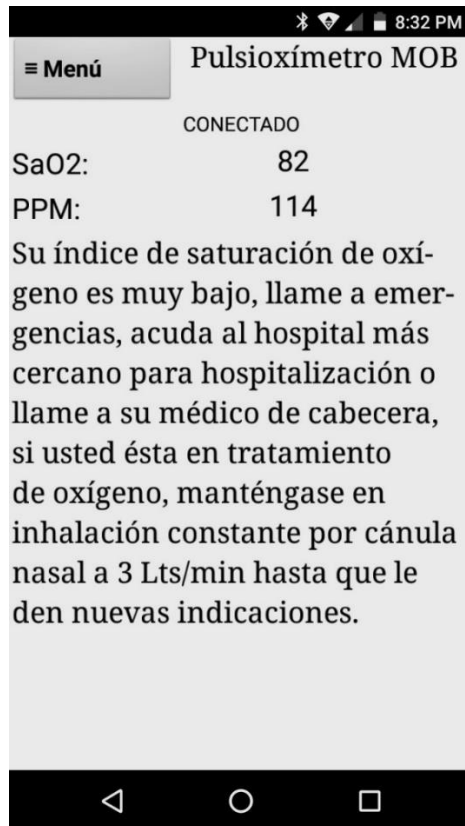 8:32 PM
≡ Menú
Pulsioxímetro MOB
CONECTADO
SaO2: 82
PPM: 114
Su índice de saturación de oxí-
geno es muy bajo, llame a emer-
gencias, acuda al hospital más
cercano para hospitalización o
llame a su médico de cabecera,
si usted ésta en tratamiento
de oxígeno, manténgase en
inhalación constante por cánula
nasal a 3 Lts/min hasta que le
den nuevas indicaciones.